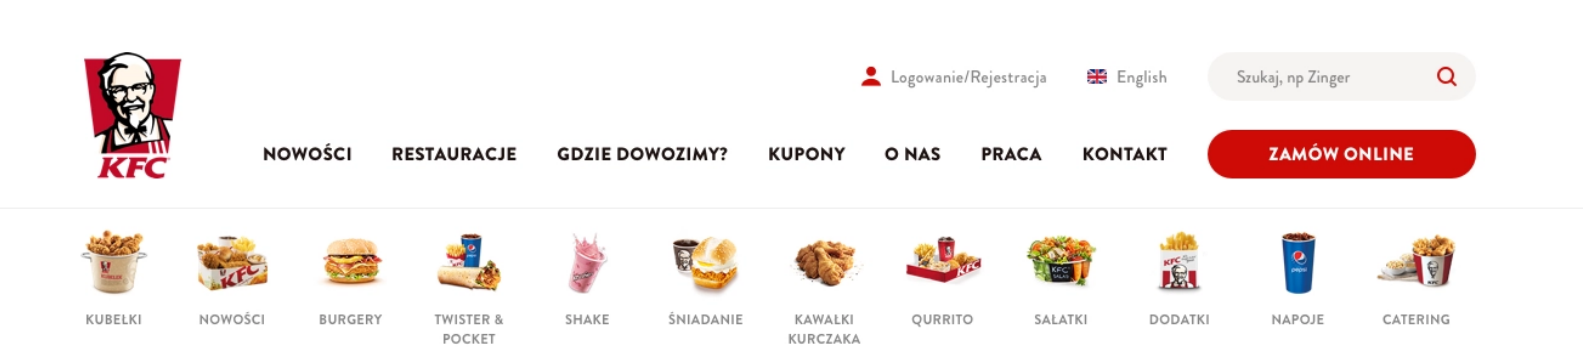 Logowanie/Rejestracja English Szukaj, np Zinger
KFC
NOWOŚCI RESTAURACJE GDZIE DOWOZIMY? KUPONY O NAS PRACA KONTAKT ZAMÓW ONLINE
KUBEŁKI NOWOŚCI BURGERY TWISTER & SHAKE ŚNIADANIE KAWAŁKI QURRITO SAŁATKI DODATKI NAPOJE CATERING
POCKET KURCZAKA